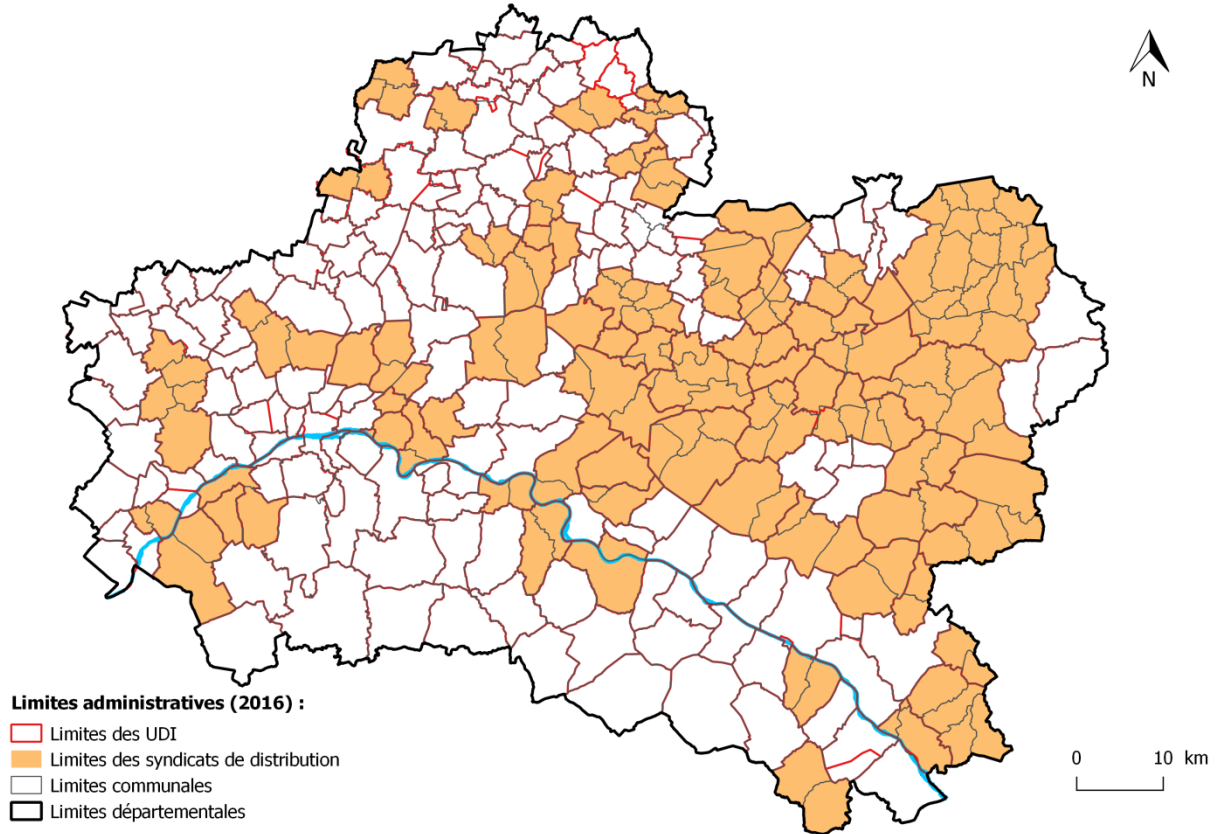 N
Limites administratives (2016) :
Limites des UDI
Limites des syndicats de distribution
Limites communales
Limites départementales
0 10 km